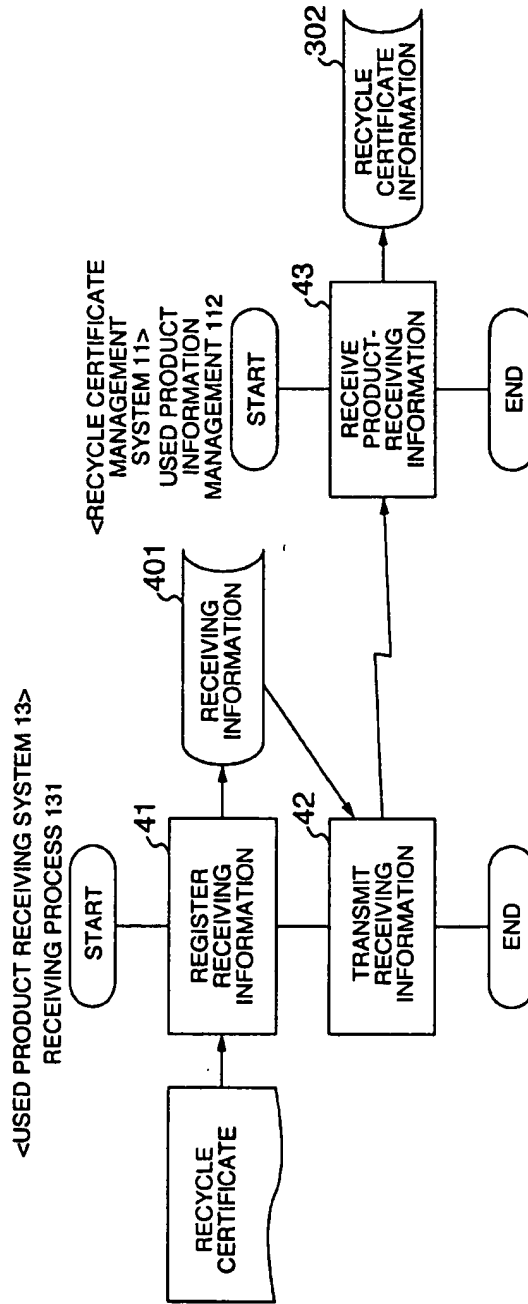 <USED PRODUCT RECEIVING SYSTEM 13>
RECEIVING PROCESS 131
START
RECYCLE
CERTIFICATE
41
REGISTER
RECEIVING
INFORMATION
401
RECEIVING
INFORMATION
42
TRANSMIT
RECEIVING
INFORMATION
END
<RECYCLE CERTIFICATE
MANAGEMENT
SYSTEM 11>
USED PRODUCT
INFORMATION
MANAGEMENT 112
START
43
RECEIVE
PRODUCT-
RECEIVING
INFORMATION
302
RECYCLE
CERTIFICATE
INFORMATION
END